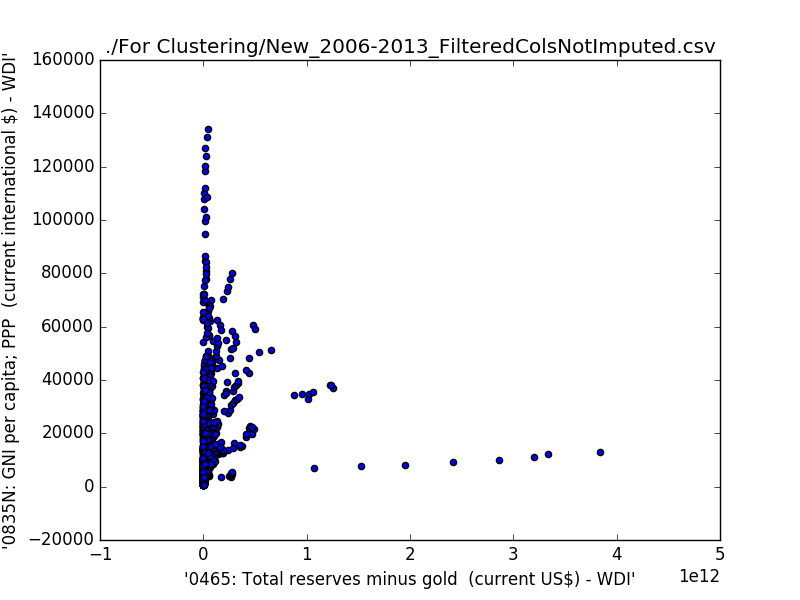 ./For Clustering/New_2006-2013_FilteredColsNotImputed.csv
'0835N: GNI per capita; PPP  (current international $) - WDI'
160000
140000
120000
100000
80000
60000
40000
20000
0
−20000
−1 0 1 2 3 4 5
1e12
'0465: Total reserves minus gold  (current US$) - WDI'